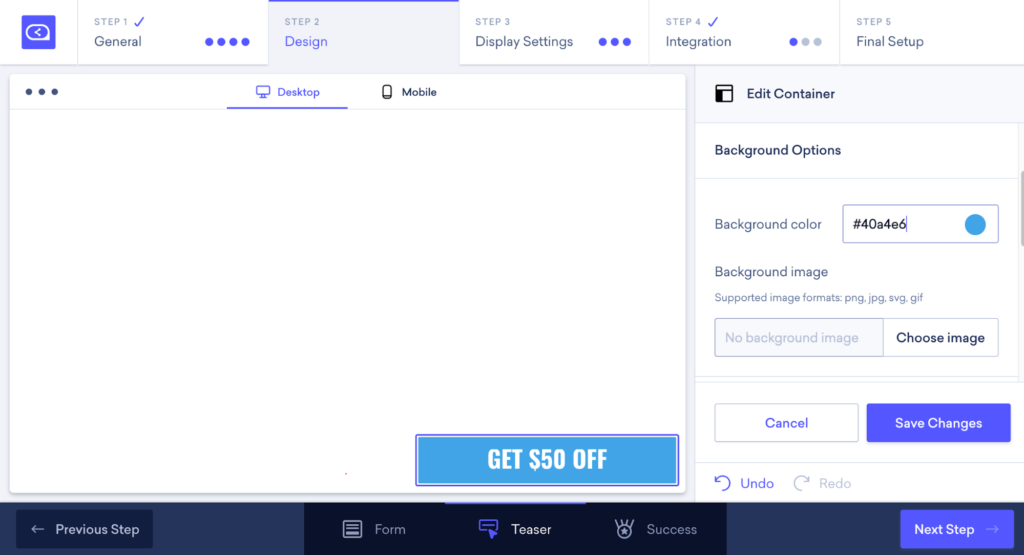 STEP 1
General
STEP 2
Design
STEP 3
Display Settings
STEP 4
Integration
STEP 5
Final Setup
Desktop
Mobile
Edit Container
Background Options
Background color
#40a4e6
Background image
Supported image formats: png, jpg, svg, gif
No background image
Choose image
GET $50 OFF
Cancel
Save Changes
Undo
Redo
Previous Step
Form
Teaser
Success
Next Step